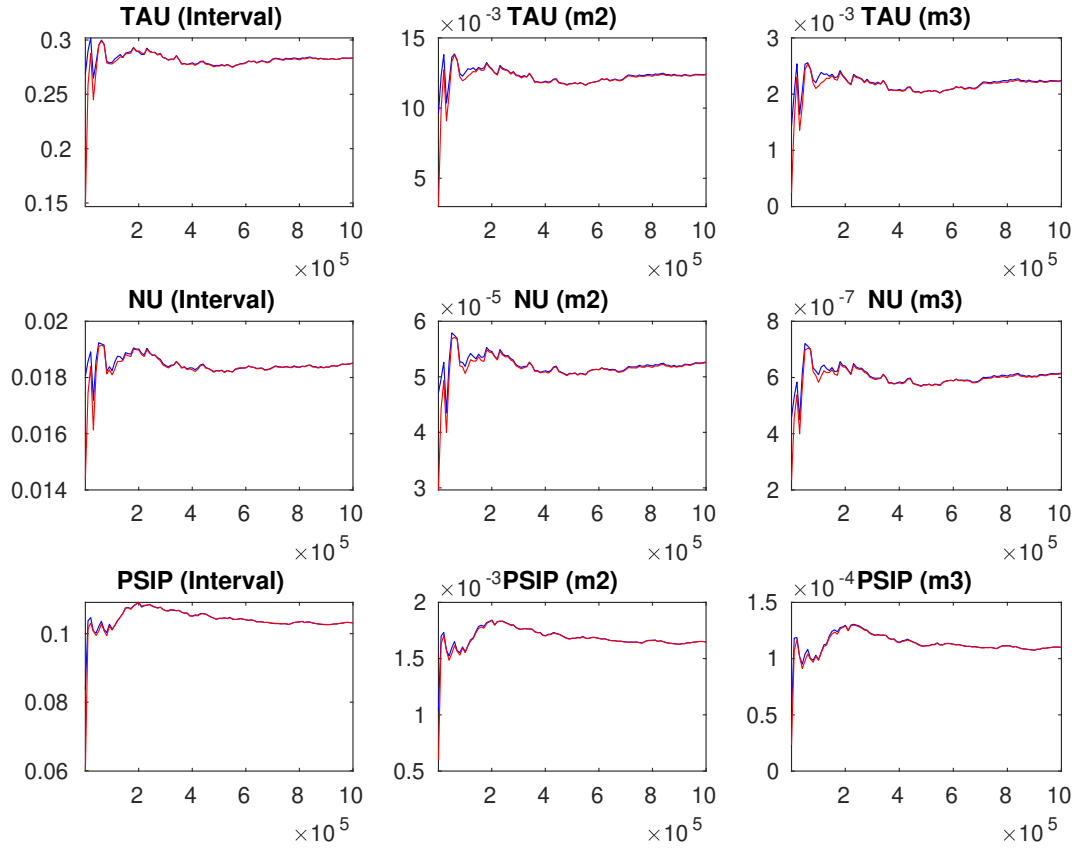 TAU (Interval)
0.3
0.25
0.2
0.15
2 4 6 8 10
×10^5
×10^-3 TAU (m2)
15
10
5
2 4 6 8 10
×10^5
×10^-3 TAU (m3)
3
2
1
0
2 4 6 8 10
×10^5
NU (Interval)
0.02
0.018
0.016
0.014
2 4 6 8 10
×10^5
×10^-5 NU (m2)
6
5
4
3
2 4 6 8 10
×10^5
×10^-7 NU (m3)
8
6
4
2
2 4 6 8 10
×10^5
PSIP (Interval)
0.1
0.08
0.06
2 4 6 8 10
×10^5
×10^-3 PSIP (m2)
2
1.5
1
0.5
2 4 6 8 10
×10^5
×10^-4 PSIP (m3)
1.5
1
0.5
0
2 4 6 8 10
×10^5